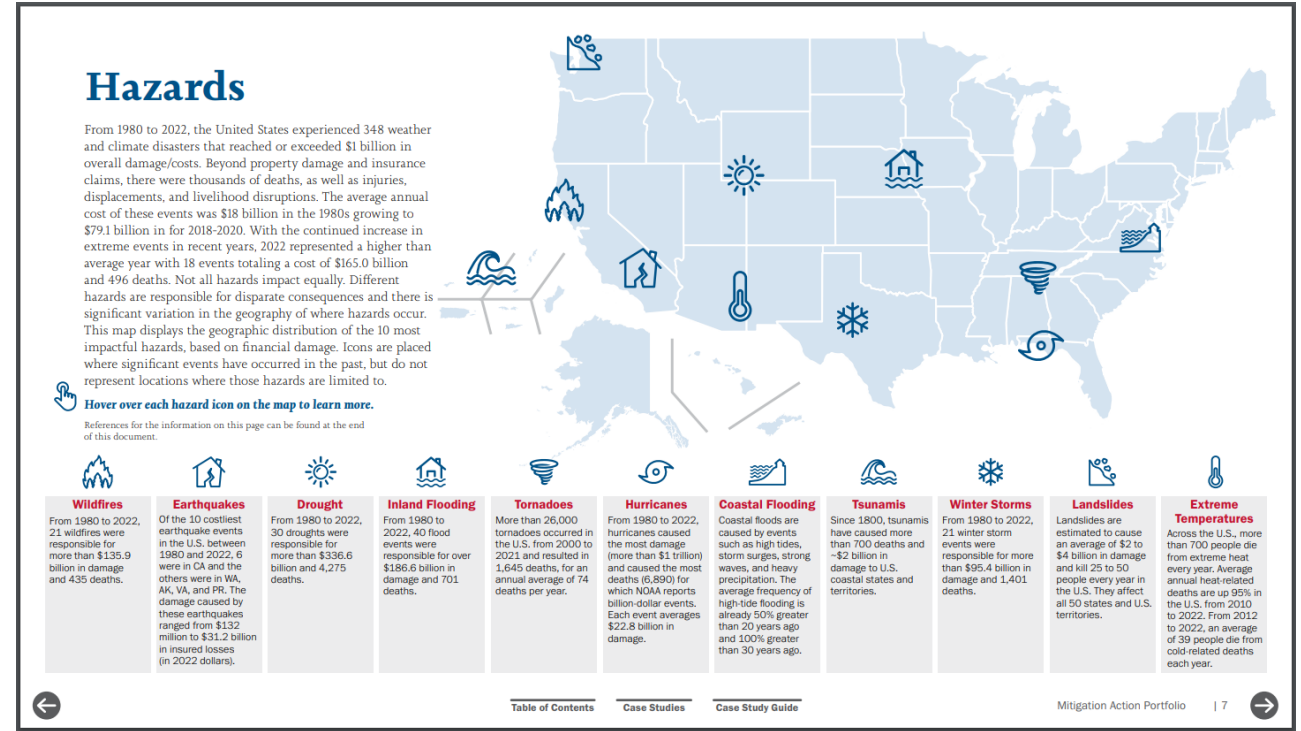 Hazards
From 1980 to 2022, the United States experienced 348 weather
and climate disasters that reached or exceeded $1 billion in
overall damage/costs. Beyond property damage and insurance
claims, there were thousands of deaths, as well as injuries,
displacements, and livelihood disruptions. The average annual
cost of these events was $18 billion in the 1980s growing to
$79.1 billion in for 2018-2020. With the continued increase in
extreme events in recent years, 2022 represented a higher than
average year with 18 events totaling a cost of $165.0 billion
and 496 deaths. Not all hazards impact equally. Different
hazards are responsible for disparate consequences and there is
significant variation in the geography of where hazards occur.
This map displays the geographic distribution of the 10 most
impactful hazards, based on financial damage. Icons are placed
where significant events have occurred in the past, but do not
represent locations where those hazards are limited to.
Hover over each hazard icon on the map to learn more.
References for the information on this page can be found at the end
of this document.
Wildfires
From 1980 to 2022,
21 wildfires were
responsible for
more than $135.9
billion in damage
and 435 deaths.
Earthquakes
Of the 10 costliest
earthquake events
in the U.S. between
1980 and 2022, 6
were in CA and the
others were in WA,
AK, VA, and PR. The
damage caused by
these earthquakes
ranged from $132
million to $31.2 billion
in insured losses
(in 2022 dollars).
Drought
From 1980 to 2022,
30 droughts were
responsible for
more than $336.6
billion and 4,275
deaths.
Inland Flooding
From 1980 to
2022, 40 flood
events were
responsible for over
$186.6 billion in
damage and 701
deaths.
Tornadoes
More than 26,000
tornadoes occurred in
the U.S. from 2000 to
2021 and resulted in
1,645 deaths, for an
annual average of 74
deaths per year.
Hurricanes
From 1980 to 2022,
hurricanes caused
the most damage
(more than $1 trillion)
and caused the most
deaths (6,890) for
which NOAA reports
billion-dollar events.
Each event averages
$22.8 billion in
damage.
Coastal Flooding
Coastal floods are
caused by events
such as high tides,
storm surges, strong
waves, and heavy
precipitation. The
average frequency of
high-tide flooding is
already 50% greater
than 20 years ago
and 100% greater
than 30 years ago.
Tsunamis
Since 1800, tsunamis
have caused more
than 700 deaths and
~$2 billion in
damage to U.S.
coastal states and
territories.
Winter Storms
From 1980 to 2022,
21 winter storm
events were
responsible for more
than $95.4 billion in
damage and 1,401
deaths.
Landslides
Landslides are
estimated to cause
an average of $2 to
$4 billion in damage
and kill 25 to 50
people every year in
the U.S. They affect
all 50 states and U.S.
territories.
Extreme
Temperatures
Across the U.S., more
than 700 people die
from extreme heat
every year. Average
annual heat-related
deaths are up 95% in
the U.S. from 2010
to 2022. From 2012
to 2022, an average
of 39 people die from
cold-related deaths
each year.
Table of Contents
Case Studies
Case Study Guide
Mitigation Action Portfolio | 7